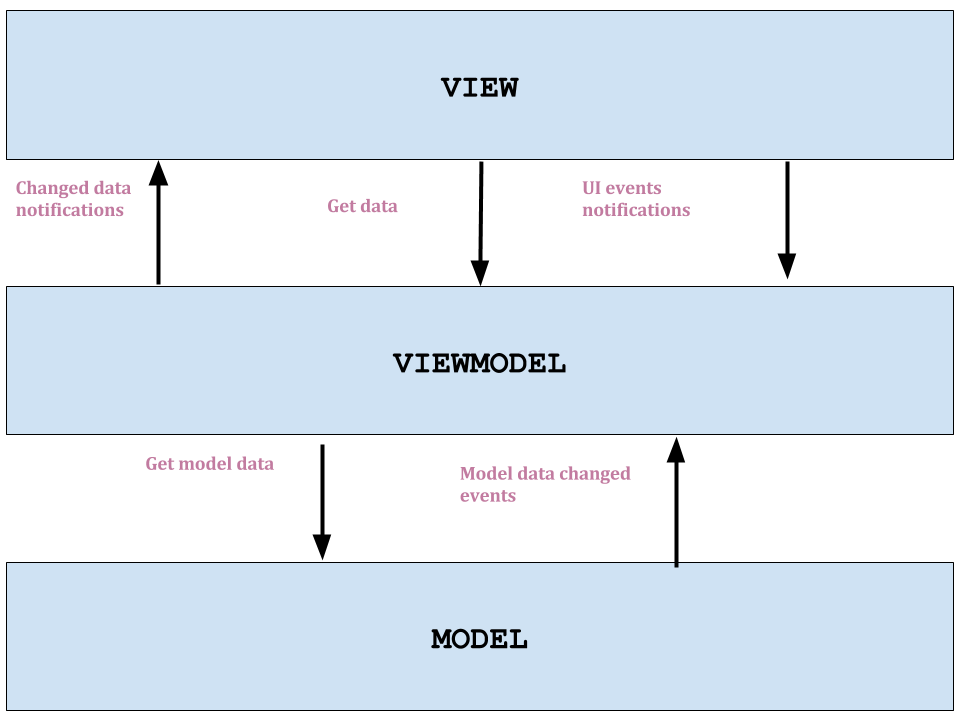 VIEW
Changed data
notifications
Get data
UI events
notifications
VIEWMODEL
Get model data
Model data changed
events
MODEL